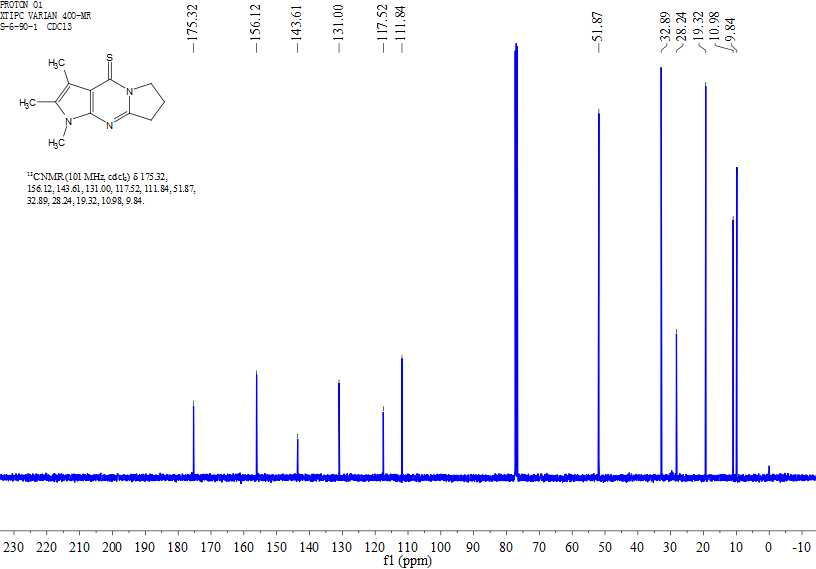 PROTON 01
XTIPC VARIAN 400-MR
S-6-90-1 CDCl3
175.32
156.12
143.61
131.00
117.52
111.84
51.87
32.89
28.24
19.32
10.98
9.84
S
H₃C
N
H₃C
N
N
H₃C
¹³C NMR (101 MHz, cdcl₃) δ 175.32,
156.12, 143.61, 131.00, 117.52, 111.84, 51.87,
32.89, 28.24, 19.32, 10.98, 9.84.
230 220 210 200 190 180 170 160 150 140 130 120 110 100 90 80 70 60 50 40 30 20 10 0 -10
f1 (ppm)